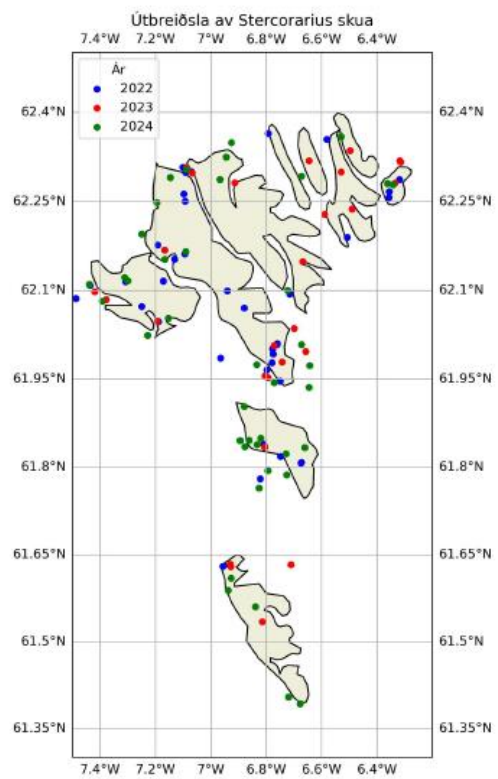 Útbreiðsla av Stercorarius skua
7.4°W 7.2°W 7°W 6.8°W 6.6°W 6.4°W
Ár
2022
2023
2024
62.4°N 62.4°N
62.25°N 62.25°N
62.1°N 62.1°N
61.95°N 61.95°N
61.8°N 61.8°N
61.65°N 61.65°N
61.5°N 61.5°N
61.35°N 61.35°N
7.4°W 7.2°W 7°W 6.8°W 6.6°W 6.4°W